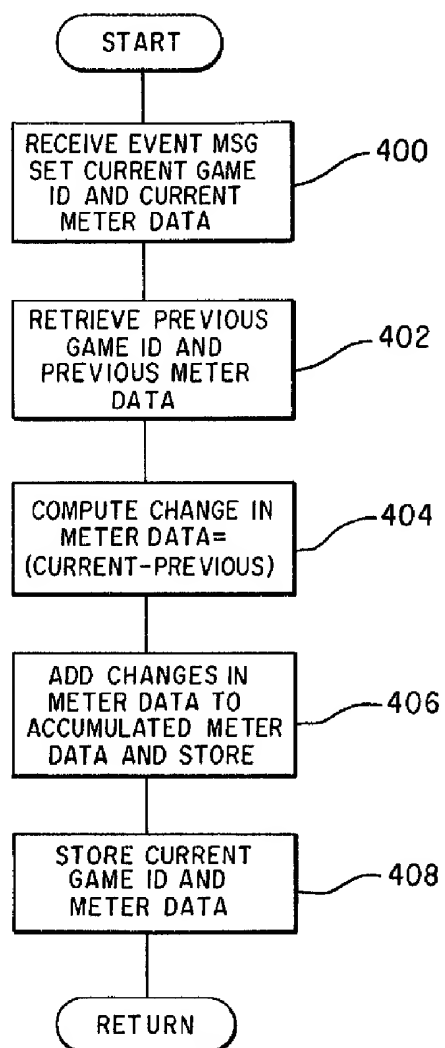 START
RECEIVE EVENT MSG
SET CURRENT GAME
ID AND CURRENT
METER DATA
400
RETRIEVE PREVIOUS
GAME ID AND
PREVIOUS METER
DATA
402
COMPUTE CHANGE IN
METER DATA=
(CURRENT-PREVIOUS)
404
ADD CHANGES IN
METER DATA TO
ACCUMULATED METER
DATA AND STORE
406
STORE CURRENT
GAME ID AND
METER DATA
408
RETURN